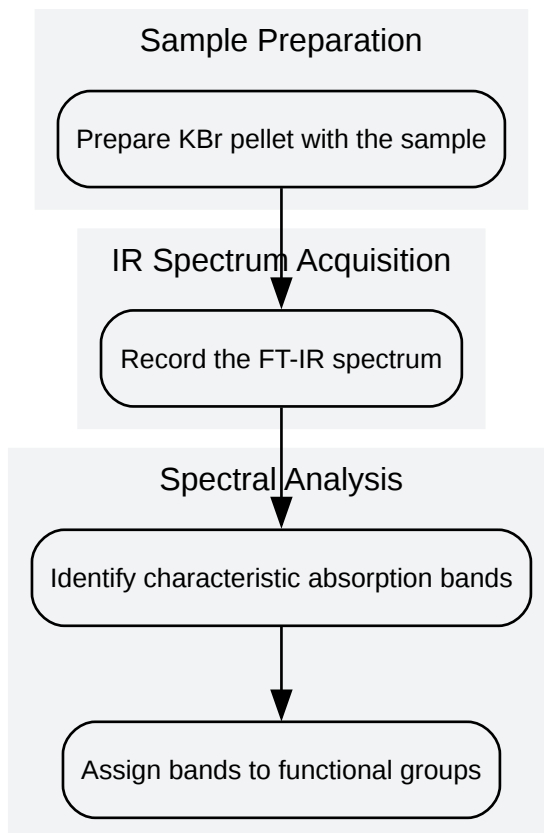 Sample Preparation
Prepare KBr pellet with the sample
IR Spectrum Acquisition
Record the FT-IR spectrum
Spectral Analysis
Identify characteristic absorption bands
Assign bands to functional groups